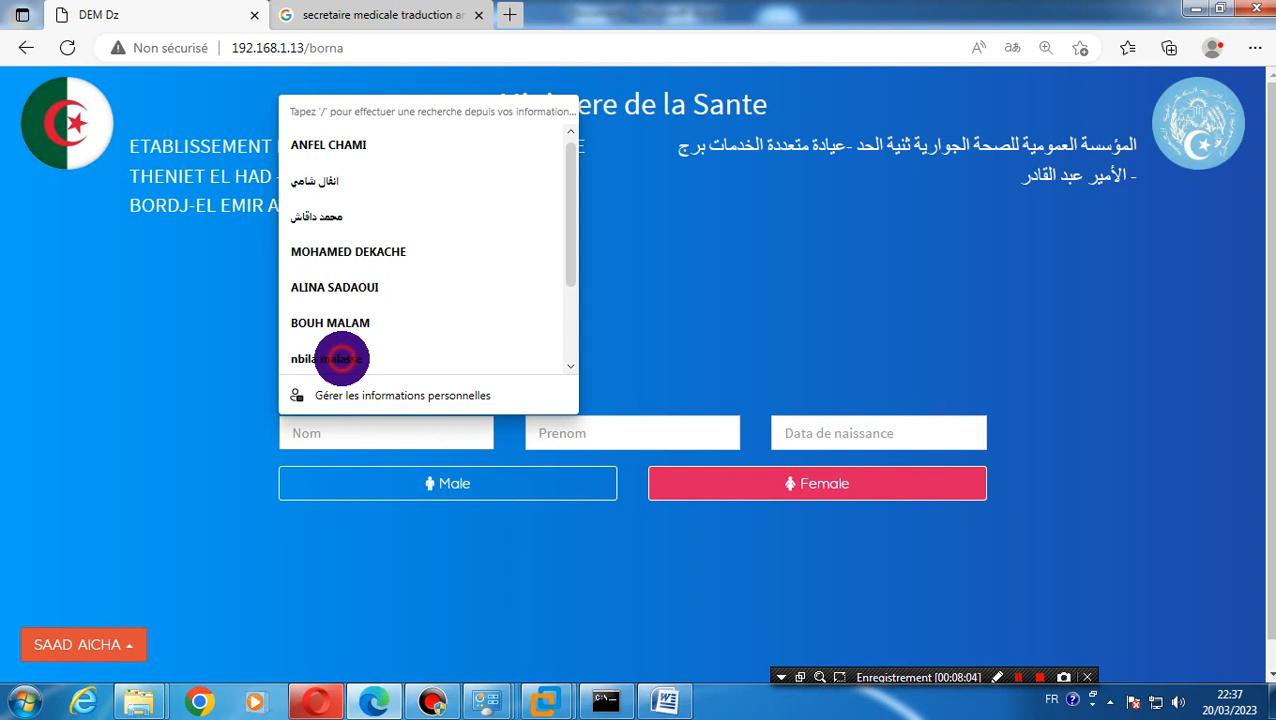 DEM Dz
secretaire medicale traduction ar
Non sécurisé
192.168.1.13/borna
Ministere de la Sante
ETABLISSEMENT
THENIET EL HAD -
BORDJ-EL EMIR A
E
المؤسسة العمومية للصحة الجوارية ثنية الحد -عيادة متعددة الخدمات برج
- الأمير عبد القادر
Tapez '/' pour effectuer une recherche depuis vos information...
ANFEL CHAMI
انفال شامي
محمد داقاش
MOHAMED DEKACHE
ALINA SADAOUI
BOUH MALAM
nbila malasse
Gérer les informations personnelles
Nom
Prenom
Data de naissance
Male
Female
SAAD AICHA
Enregistrement [00:08:04]
FR
22:37
20/03/2023